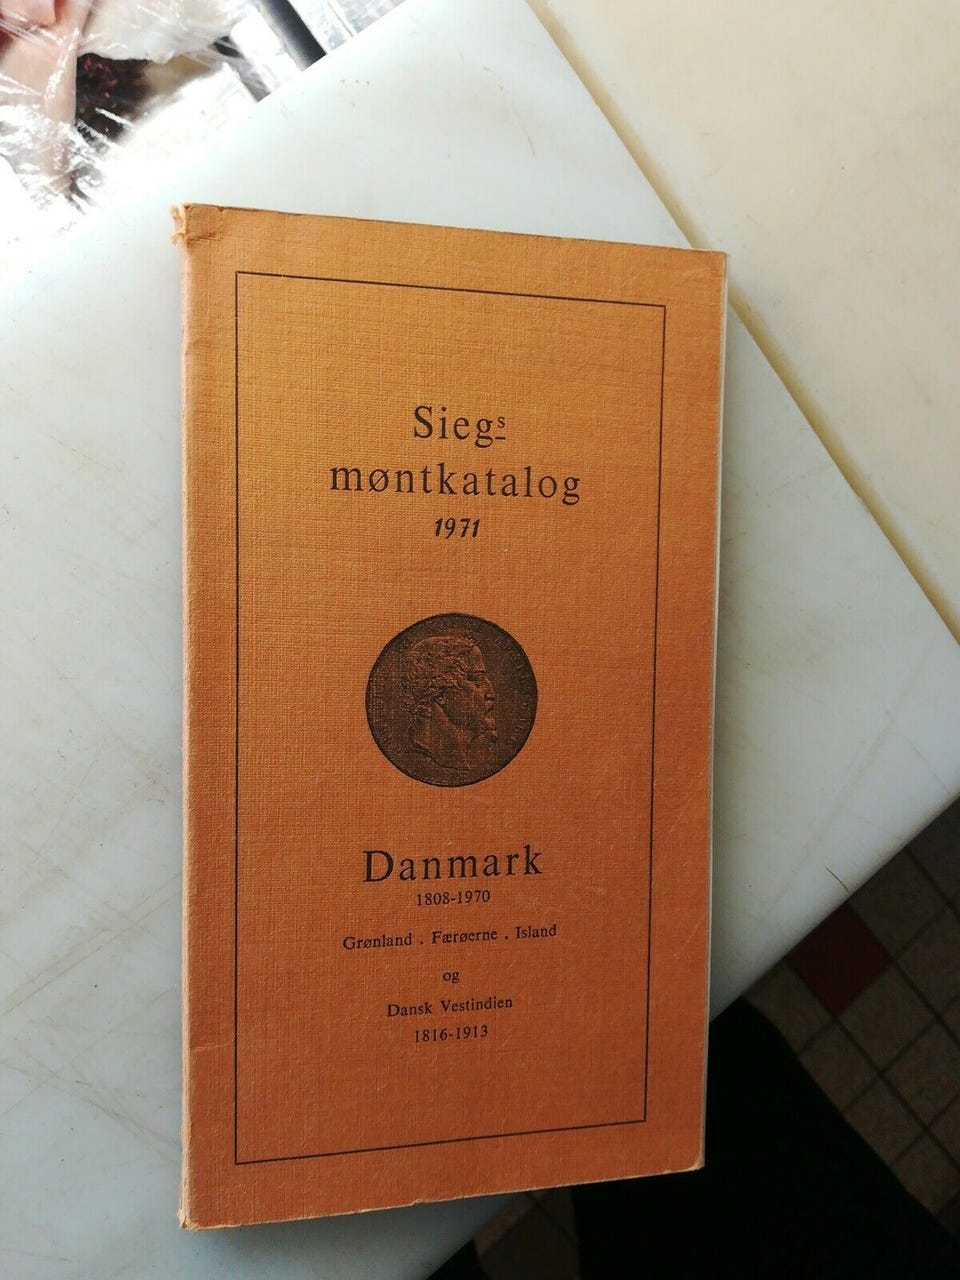 Siegs
møntkatalog
1971
Danmark
1808-1970
Grønland . Færøerne . Island
og
Dansk Vestindien
1816-1913